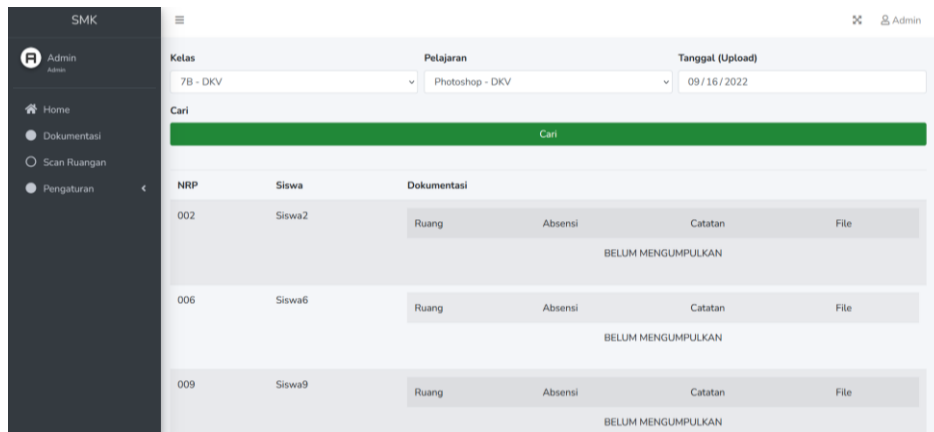 SMK
Admin
Admin
Admin
Home
Dokumentasi
Scan Ruangan
Pengaturan
Kelas Pelajaran Tanggal (Upload)
7B - DKV Photoshop - DKV 09/16/2022
Cari
Cari
NRP Siswa Dokumentasi
002 Siswa2
Ruang Absensi Catatan File
BELUM MENGUMPULKAN
006 Siswa6
Ruang Absensi Catatan File
BELUM MENGUMPULKAN
009 Siswa9
Ruang Absensi Catatan File
BELUM MENGUMPULKAN